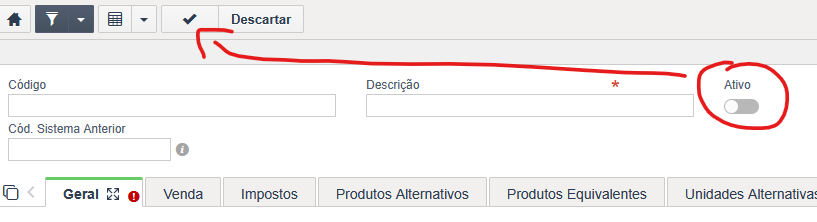 Descartar
Código Descrição * Ativo
Cód. Sistema Anterior
Geral Venda Impostos Produtos Alternativos Produtos Equivalentes Unidades Alternativas